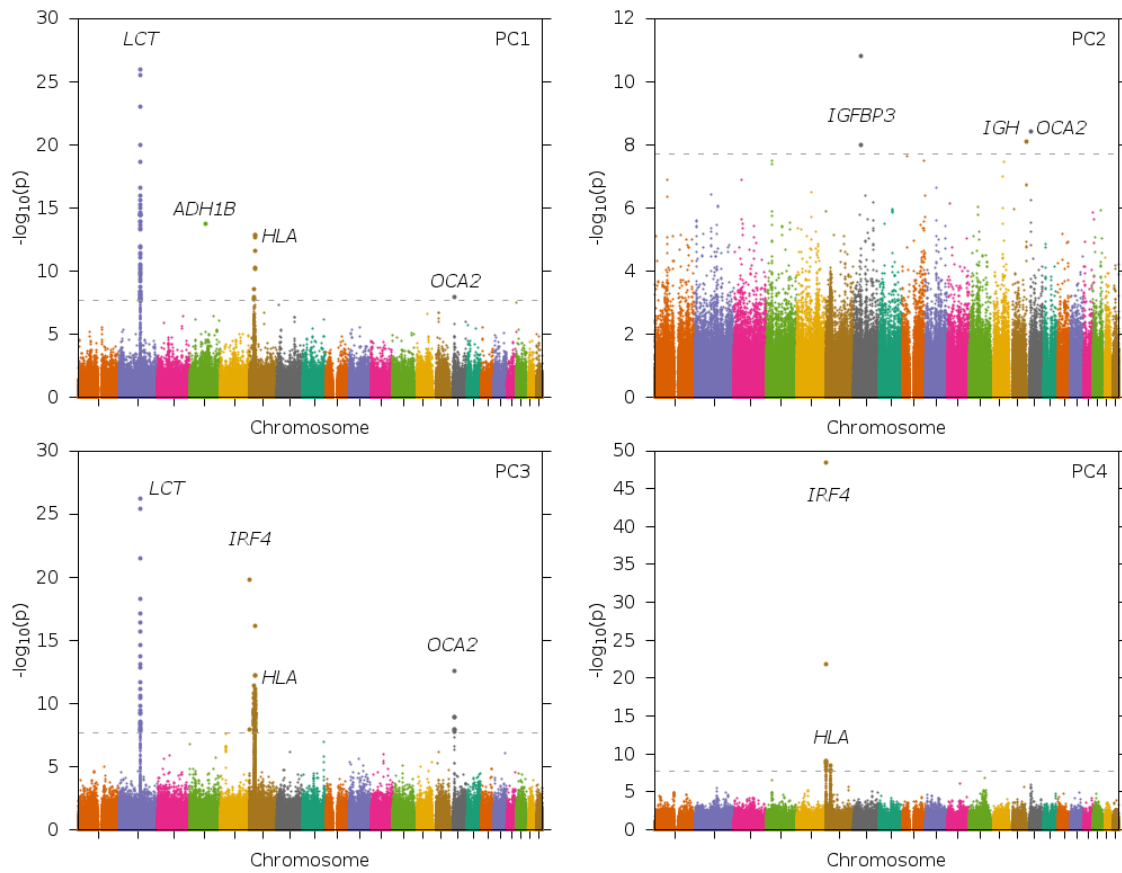 30
25
20
15
10
5
0
-log10(p)
LCT
PC1
ADH1B
HLA
OCA2
Chromosome
12
10
8
6
4
2
0
-log10(p)
PC2
IGFBP3
IGH
OCA2
Chromosome
30
25
20
15
10
5
0
-log10(p)
PC3
LCT
IRF4
HLA
OCA2
Chromosome
50
45
40
35
30
25
20
15
10
5
0
-log10(p)
PC4
IRF4
HLA
Chromosome